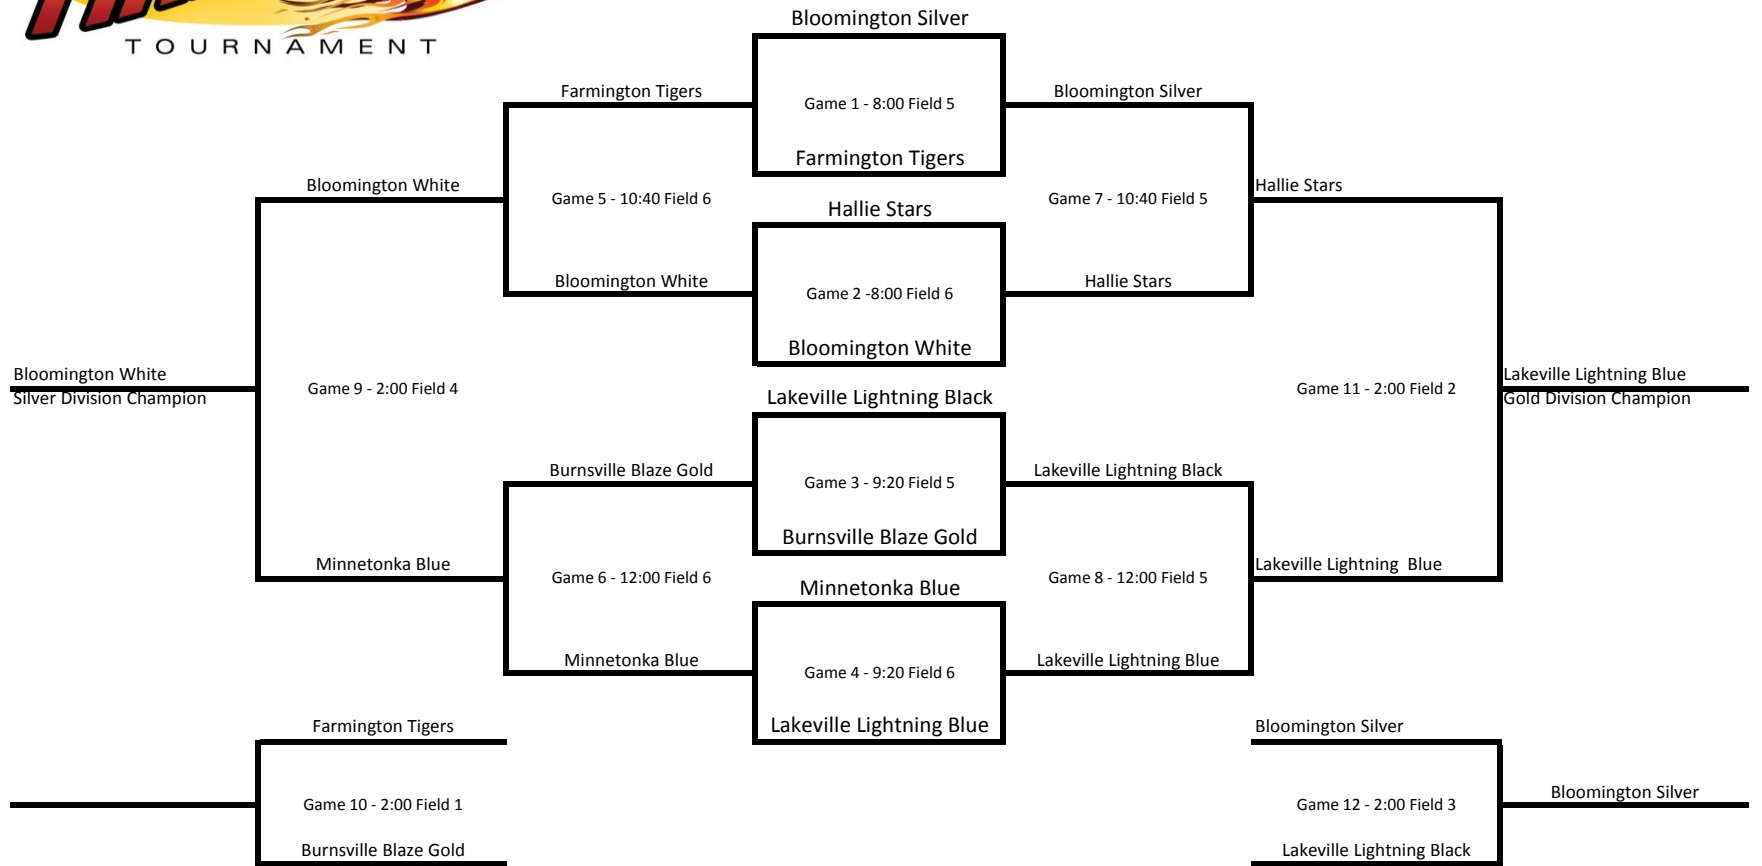 TOURNAMENT
Bloomington Silver
Farmington Tigers
Game 1 - 8:00 Field 5
Bloomington Silver
Farmington Tigers
Bloomington White
Game 5 - 10:40 Field 6
Game 7 - 10:40 Field 5
Hallie Stars
Hallie Stars
Bloomington White
Game 2 -8:00 Field 6
Hallie Stars
Bloomington White
Bloomington White
Silver Division Champion
Game 9 - 2:00 Field 4
Game 11 - 2:00 Field 2
Lakeville Lightning Blue
Gold Division Champion
Lakeville Lightning Black
Burnsville Blaze Gold
Game 3 - 9:20 Field 5
Lakeville Lightning Black
Burnsville Blaze Gold
Minnetonka Blue
Game 6 - 12:00 Field 6
Game 8 - 12:00 Field 5
Lakeville Lightning  Blue
Minnetonka Blue
Minnetonka Blue
Game 4 - 9:20 Field 6
Lakeville Lightning Blue
Lakeville Lightning Blue
Farmington Tigers
Bloomington Silver
Game 10 - 2:00 Field 1
Game 12 - 2:00 Field 3
Bloomington Silver
Burnsville Blaze Gold
Lakeville Lightning Black